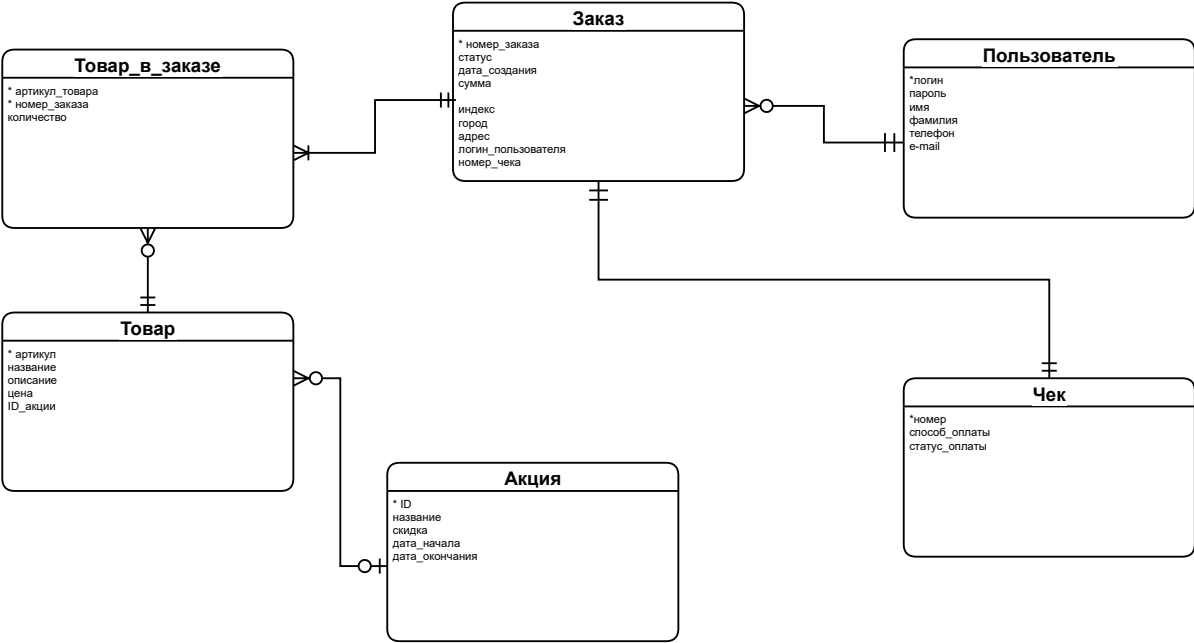 Заказ
* номер_заказа
статус
дата_создания
сумма
индекс
город
адрес
логин_пользователя
номер_чека
Товар_в_заказе
* артикул_товара
* номер_заказа
количество
Пользователь
*логин
пароль
имя
фамилия
телефон
e-mail
Товар
* артикул
название
описание
цена
ID_акции
Чек
*номер
способ_оплаты
статус_оплаты
Акция
* ID
название
скидка
дата_начала
дата_окончания